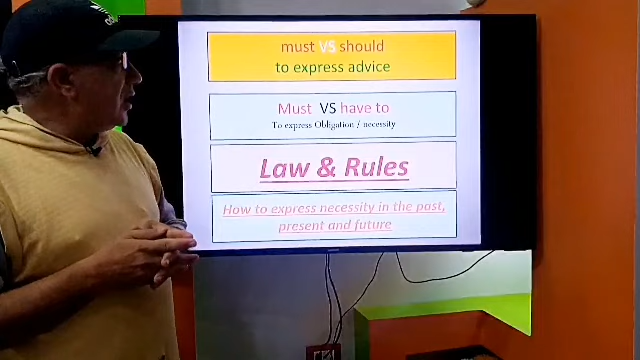 must VS should
to express advice
Must VS have to
To express Obligation / necessity
Law & Rules
How to express necessity in the past,
present and future